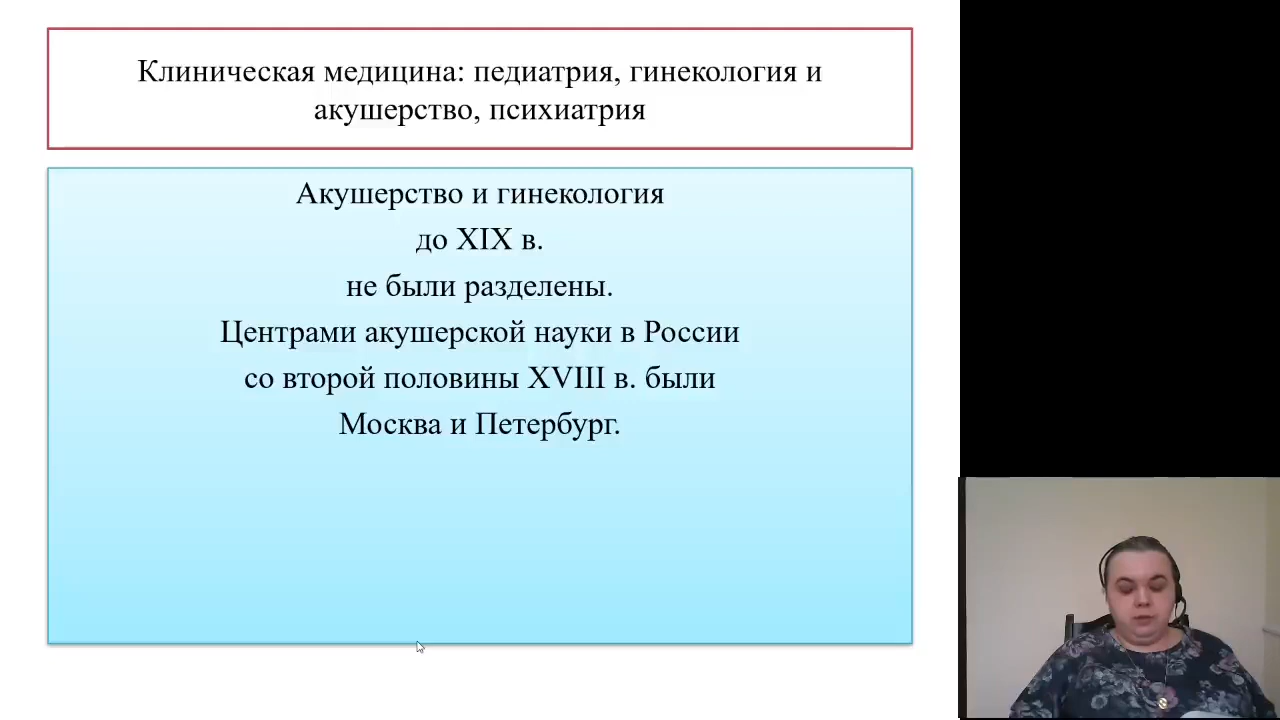 Клиническая медицина: педиатрия, гинекология и
акушерство, психиатрия
Акушерство и гинекология
до XIX в.
не были разделены.
Центрами акушерской науки в России
со второй половины XVIII в. были
Москва и Петербург.